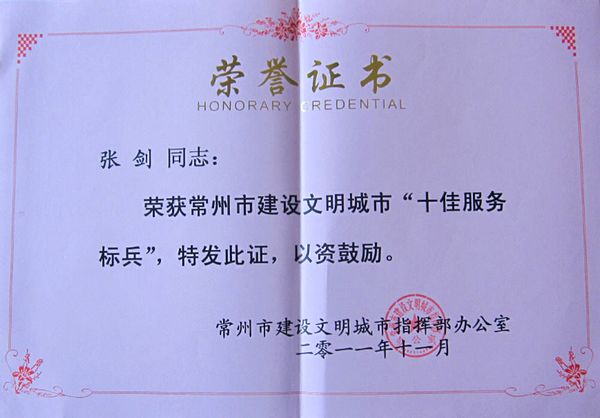 荣誉证书
HONORARY CREDENTIAL
张 剑 同志：
荣获常州市建设文明城市“十佳服务
标兵”，特发此证，以资鼓励。
常州市建设文明城市指挥部办公室
二零一一年十一月